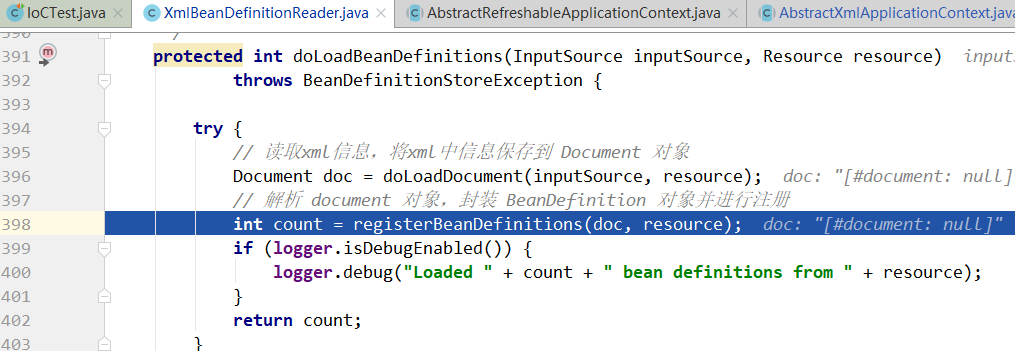 IoCTest.java × XmlBeanDefinitionReader.java × AbstractRefreshableApplicationContext.java × AbstractXmlApplicationContext.java
390 */
391 protected int doLoadBeanDefinitions(InputSource inputSource, Resource resource) inputS
392 throws BeanDefinitionStoreException {
393
394 try {
395 // 读取xml信息，将xml中信息保存到 Document 对象
396 Document doc = doLoadDocument(inputSource, resource); doc: "[#document: null]
397 // 解析 document 对象，封装 BeanDefinition 对象并进行注册
398 int count = registerBeanDefinitions(doc, resource); doc: "[#document: null]"
399 if (logger.isDebugEnabled()) {
400 logger.debug("Loaded " + count + " bean definitions from " + resource);
401 }
402 return count;
403 }